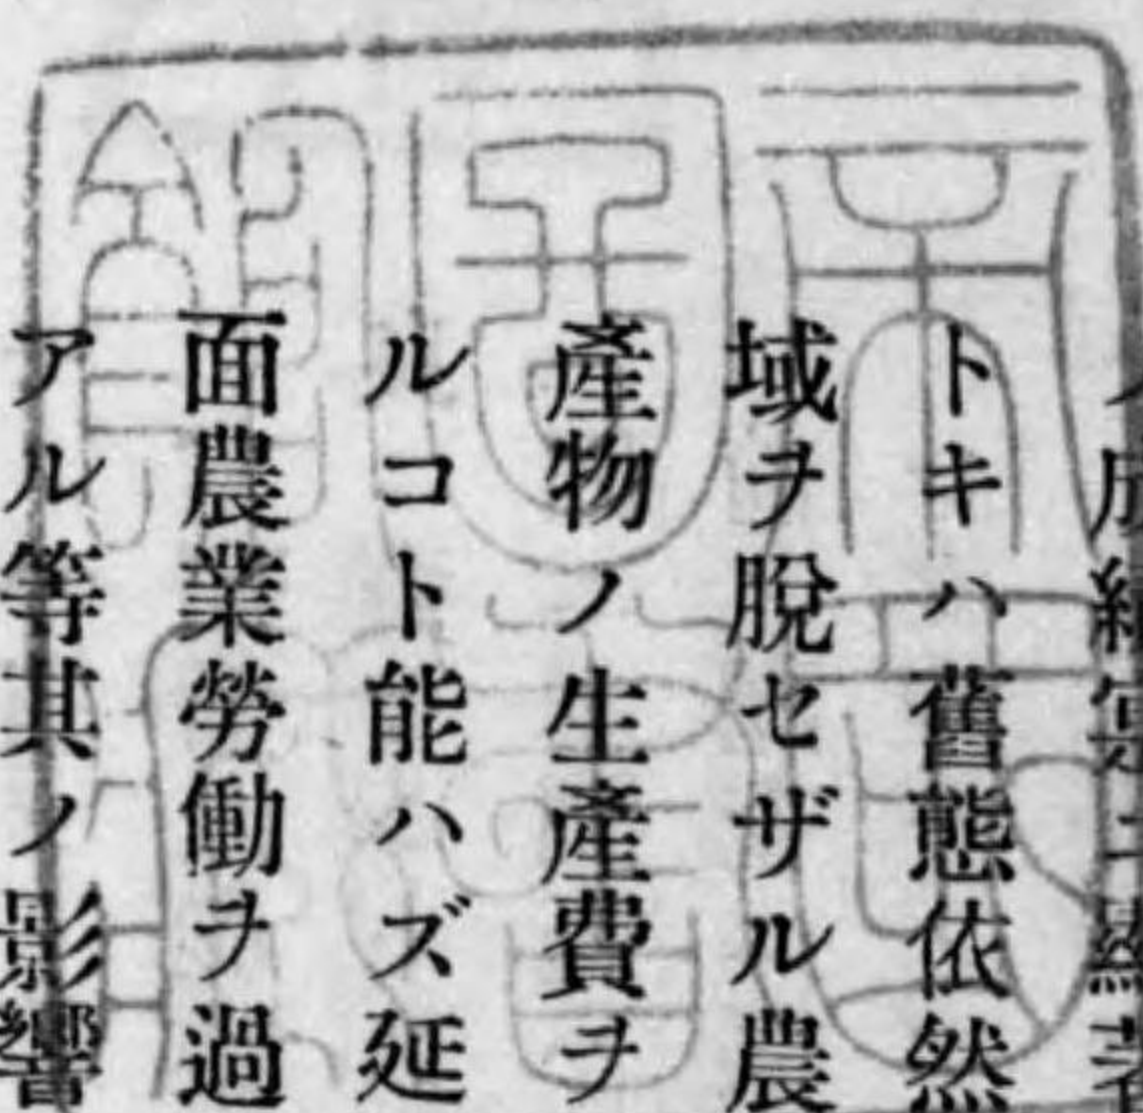 トキハ舊態依然
域ヲ脫セザル農
產物ノ生產費ヲ
ルコト能ハズ延
面農業勞働ヲ過
アル等其ノ影響